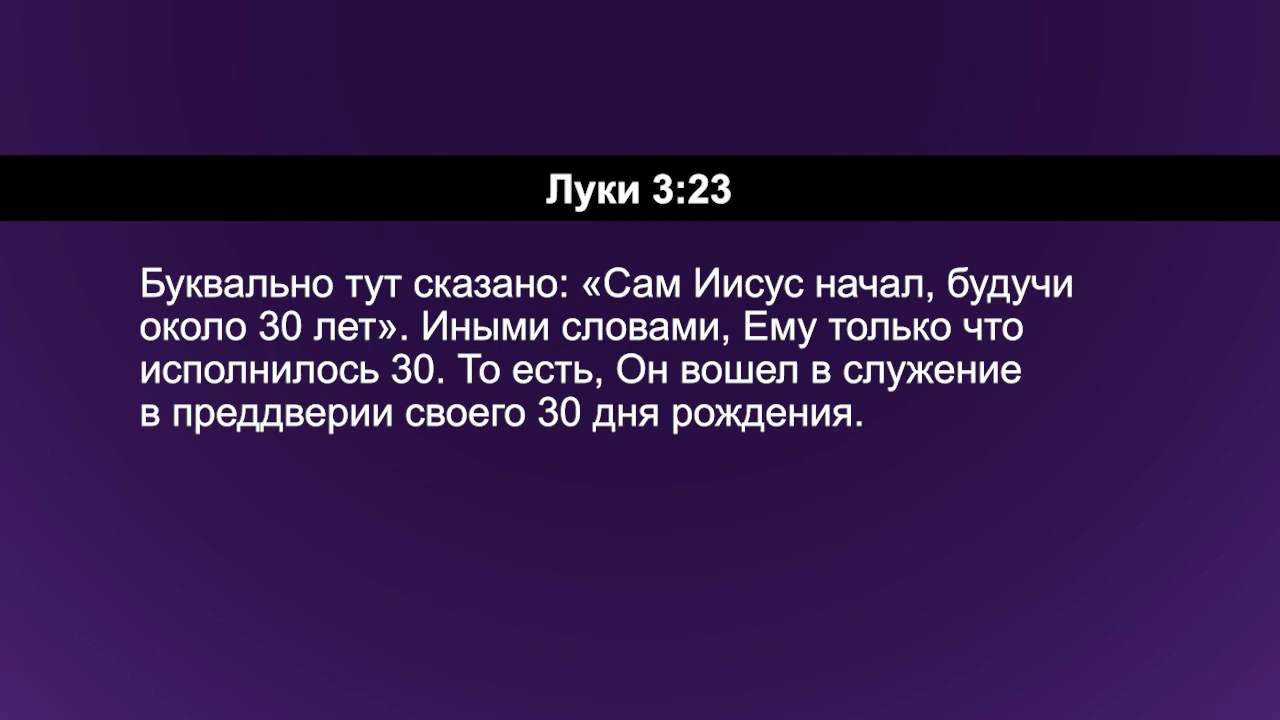 Луки 3:23
Буквально тут сказано: «Сам Иисус начал, будучи
около 30 лет». Иными словами, Ему только что
исполнилось 30. То есть, Он вошел в служение
в преддверии своего 30 дня рождения.